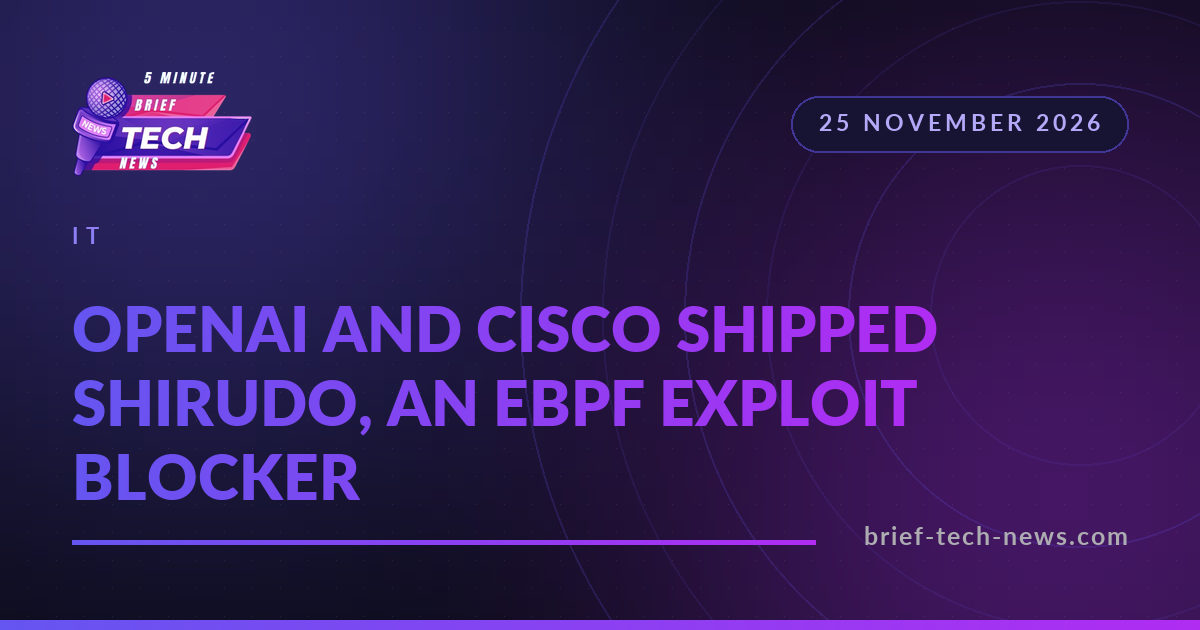 5 MINUTE
BRIEF
NEWS
TECH
NEWS
25 NOVEMBER 2026
IT
OPENAI AND CISCO SHIPPED
SHIRUDO, AN EBPF EXPLOIT
BLOCKER
brief-tech-news.com